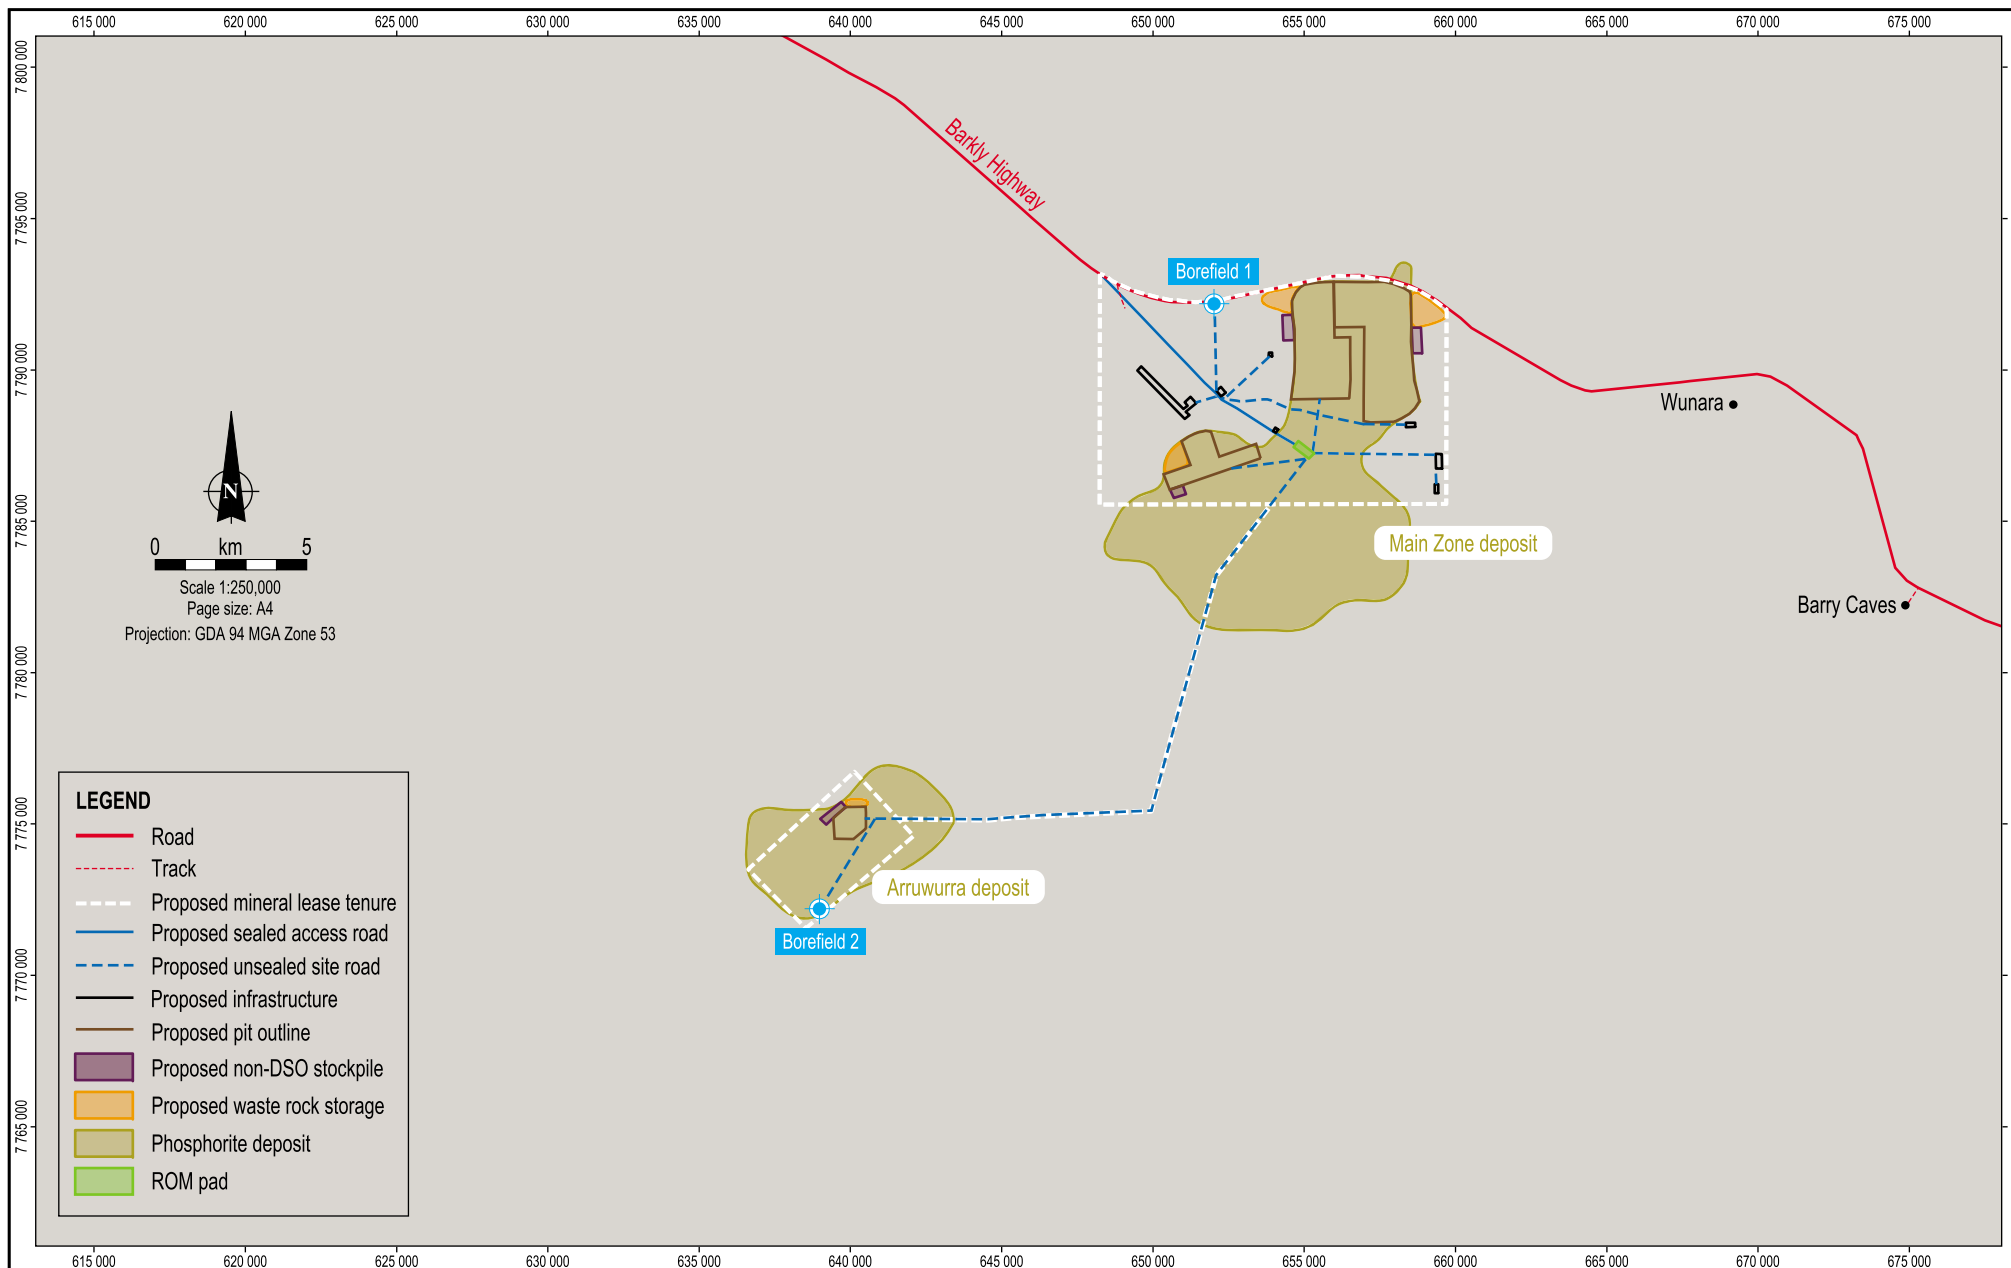 615 000 620 000 625 000 630 000 635 000 640 000 645 000 650 000 655 000 660 000 665 000 670 000 675 000
7 800 000
7 795 000
7 790 000
7 785 000
7 780 000
7 775 000
7 770 000
7 765 000
Barkly Highway
Borefield 1
Wunara
Main Zone deposit
Barry Caves
N
0 km 5
Scale 1:250,000
Page size: A4
Projection: GDA 94 MGA Zone 53
Arruwurra deposit
Borefield 2
LEGEND
Road
Track
Proposed mineral lease tenure
Proposed sealed access road
Proposed unsealed site road
Proposed infrastructure
Proposed pit outline
Proposed non-DSO stockpile
Proposed waste rock storage
Phosphorite deposit
ROM pad
615 000 620 000 625 000 630 000 635 000 640 000 645 000 650 000 655 000 660 000 665 000 670 000 675 000